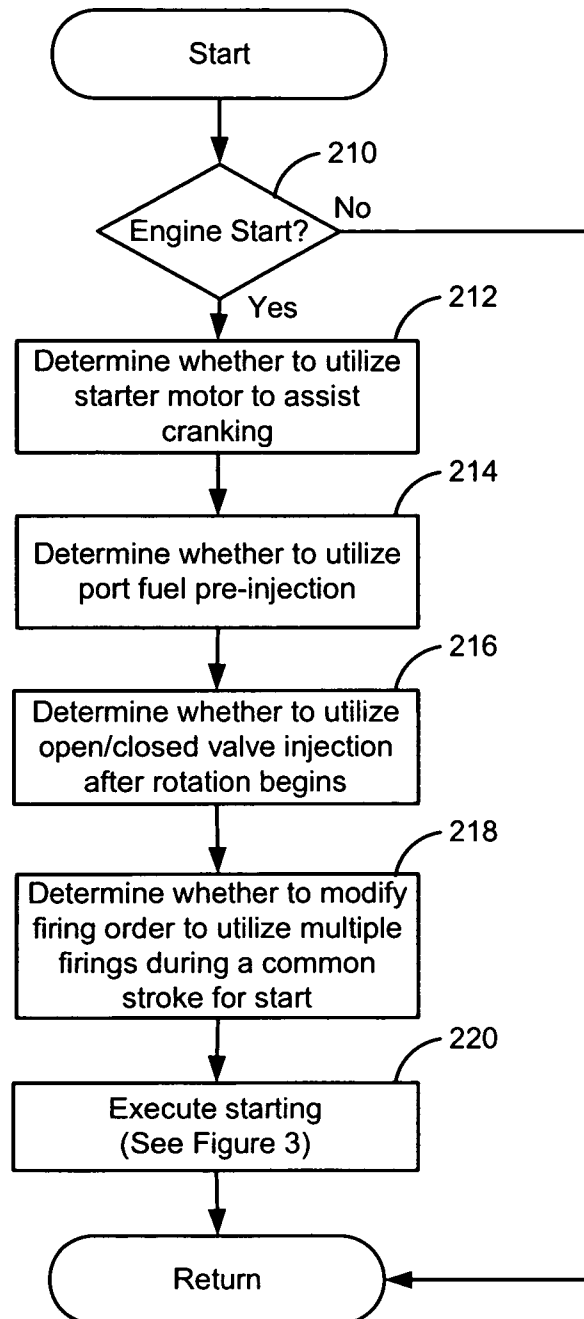 Start
210
No
Engine Start?
Yes
212
Determine whether to utilize
starter motor to assist
cranking
214
Determine whether to utilize
port fuel pre-injection
216
Determine whether to utilize
open/closed valve injection
after rotation begins
218
Determine whether to modify
firing order to utilize multiple
firings during a common
stroke for start
220
Execute starting
(See Figure 3)
Return